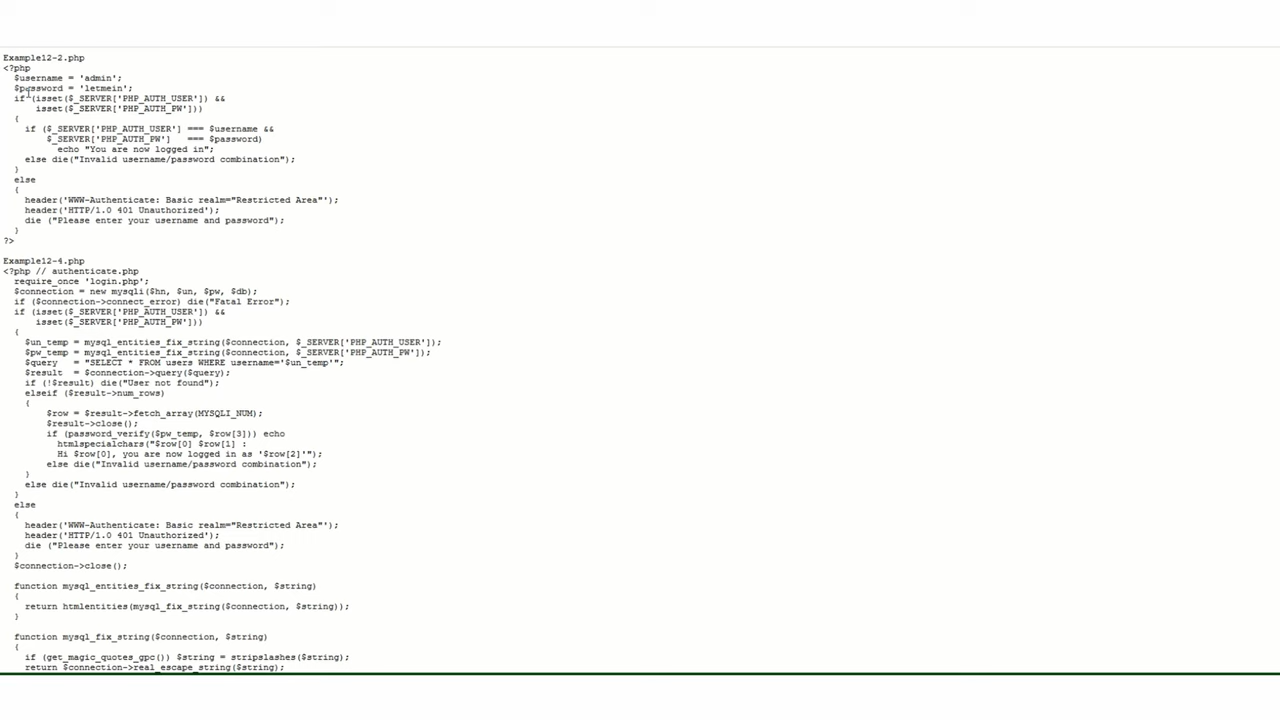 Example12-2.php
<?php
$username = 'admin';
$password = 'letmein';
if (isset($_SERVER['PHP_AUTH_USER']) &&
isset($_SERVER['PHP_AUTH_PW']))
{
if ($_SERVER['PHP_AUTH_USER'] === $username &&
$_SERVER['PHP_AUTH_PW'] === $password)
echo "You are now logged in";
else die("Invalid username/password combination");
}
else
{
header('WWW-Authenticate: Basic realm="Restricted Area"');
header('HTTP/1.0 401 Unauthorized');
die ("Please enter your username and password");
}
?>
Example12-4.php
<?php // authenticate.php
require_once 'login.php';
$connection = new mysqli($hn, $un, $pw, $db);
if ($connection->connect_error) die("Fatal Error");
if (isset($_SERVER['PHP_AUTH_USER']) &&
isset($_SERVER['PHP_AUTH_PW']))
{
$un_temp = mysql_entities_fix_string($connection, $_SERVER['PHP_AUTH_USER']);
$pw_temp = mysql_entities_fix_string($connection, $_SERVER['PHP_AUTH_PW']);
$query = "SELECT * FROM users WHERE username='$un_temp'";
$result = $connection->query($query);
if (!$result) die("User not found");
elseif ($result->num_rows)
{
$row = $result->fetch_array(MYSQLI_NUM);
$result->close();
if (password_verify($pw_temp, $row[3])) echo
htmlspecialchars("$row[0] $row[1] :
Hi $row[0], you are now logged in as '$row[2]'");
else die("Invalid username/password combination");
}
else die("Invalid username/password combination");
}
else
{
header('WWW-Authenticate: Basic realm="Restricted Area"');
header('HTTP/1.0 401 Unauthorized');
die ("Please enter your username and password");
}
$connection->close();
function mysql_entities_fix_string($connection, $string)
{
return htmlentities(mysql_fix_string($connection, $string));
}
function mysql_fix_string($connection, $string)
{
if (get_magic_quotes_gpc()) $string = stripslashes($string);
return $connection->real_escape_string($string);